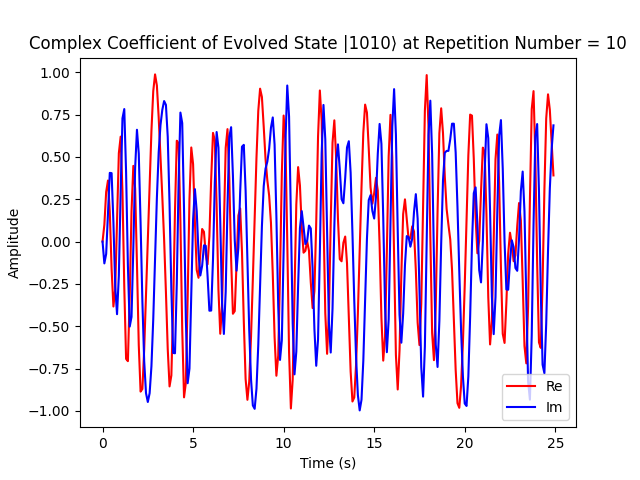 Complex Coefficient of Evolved State |1010⟩ at Repetition Number = 10
1.00
0.75
0.50
0.25
0.00
−0.25
−0.50
−0.75
−1.00
Amplitude
0 5 10 15 20 25
Time (s)
Re
Im